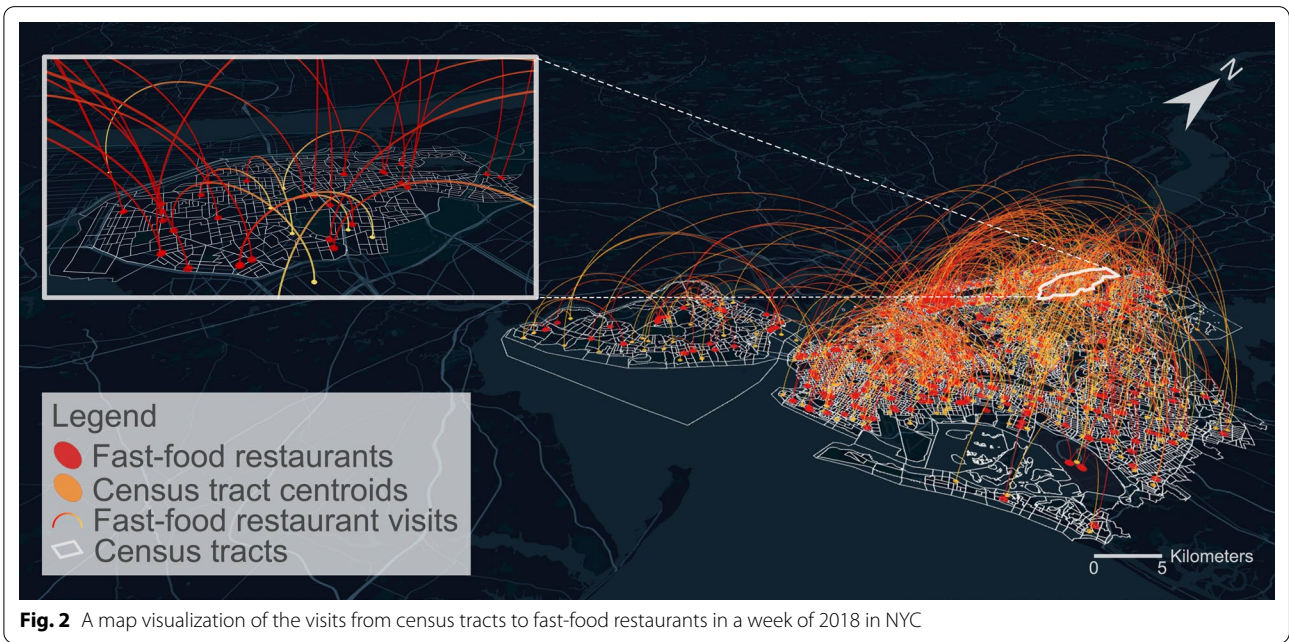 N
Legend
Fast-food restaurants
Census tract centroids
Fast-food restaurant visits
Census tracts
Kilometers
0 5
Fig. 2 A map visualization of the visits from census tracts to fast-food restaurants in a week of 2018 in NYC